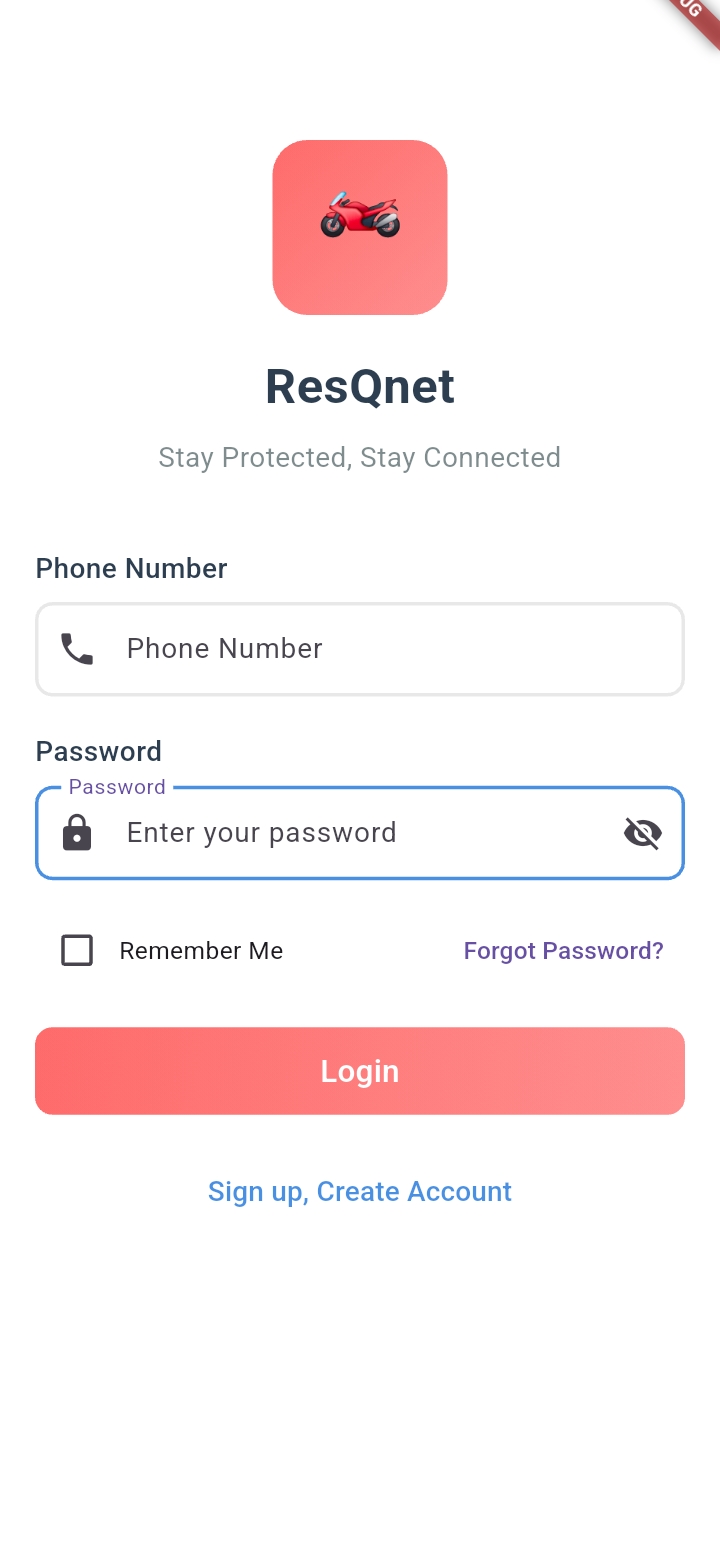 ResQnet
Stay Protected, Stay Connected
Phone Number
Phone Number
Password
Password
Enter your password
Remember Me
Forgot Password?
Login
Sign up, Create Account